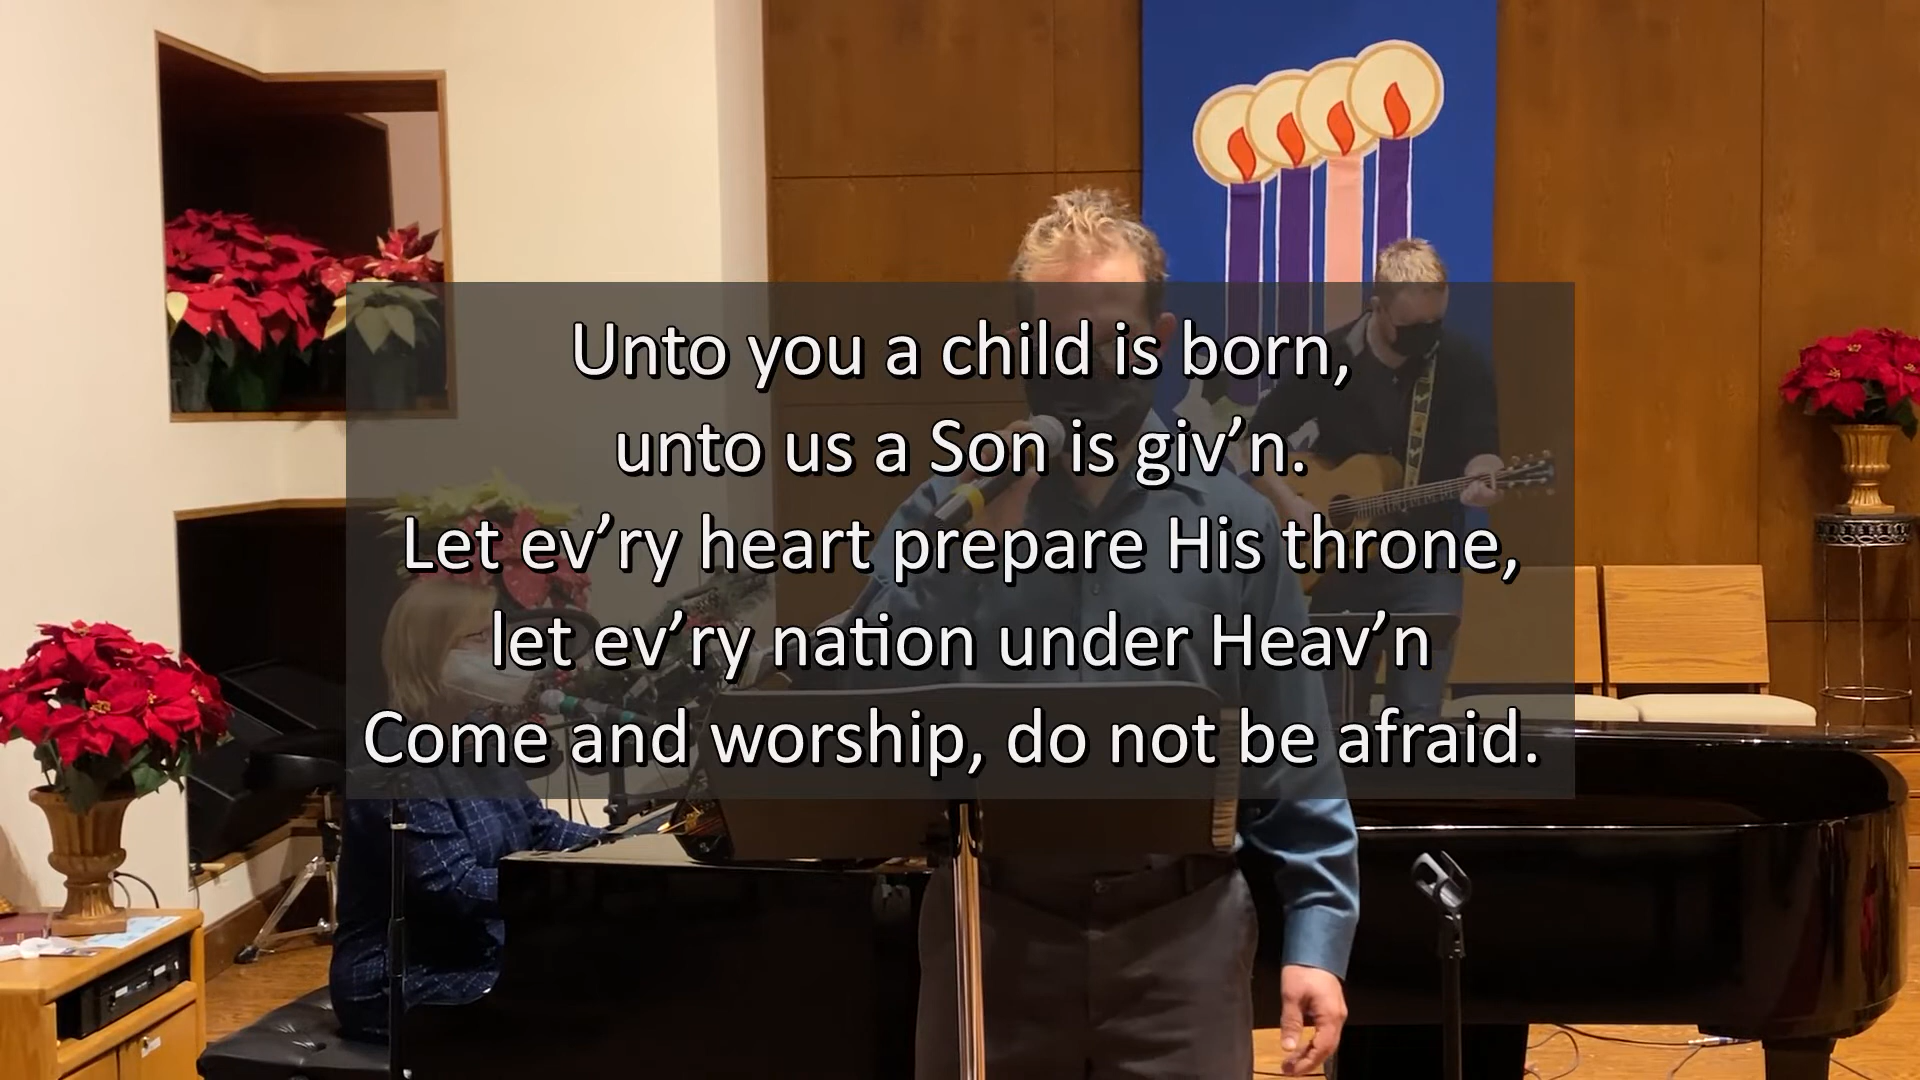 Unto you a child is born,
unto us a Son is giv’n.
Let ev’ry heart prepare His throne,
let ev’ry nation under Heav’n
Come and worship, do not be afraid.